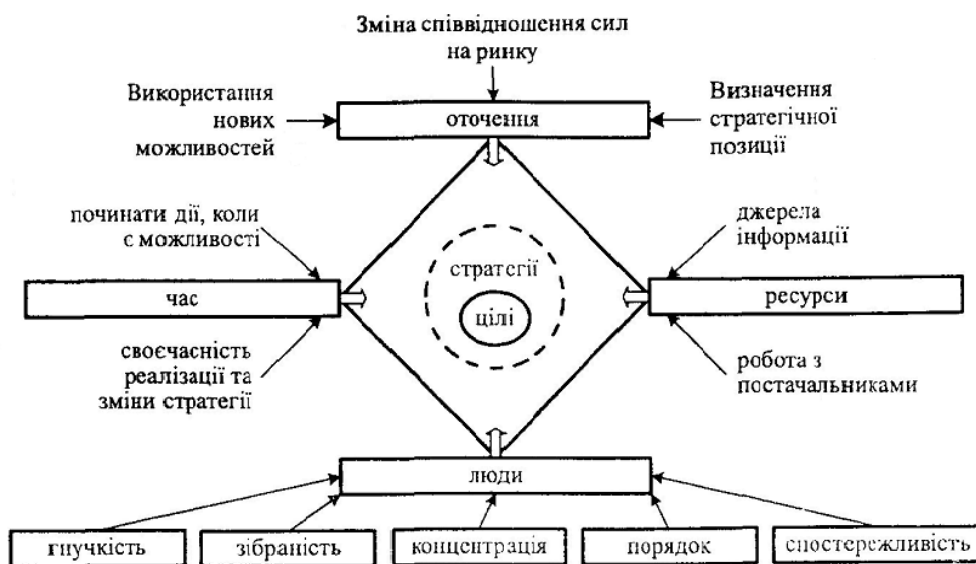 Зміна співвідношення сил
на ринку
Використання
нових
можливостей
оточення
Визначення
стратегічної
позиції
починати дії, коли
є можливості
джерела
інформації
стратегії
цілі
час
ресурси
своєчасність
реалізації та
зміни стратегії
робота з
постачальниками
люди
гнучкість
зібраність
концентрація
порядок
спостережливість